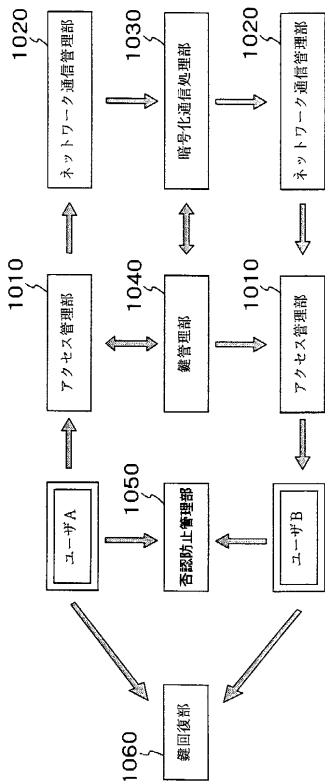 1020
ネットワーク通信管理部
1030
暗号化通信処理部
1020
ネットワーク通信管理部
1010
アクセス管理部
1040
鍵管理部
1010
アクセス管理部
ユーザA
1050
否認防止管理部
ユーザB
1060
鍵回復部